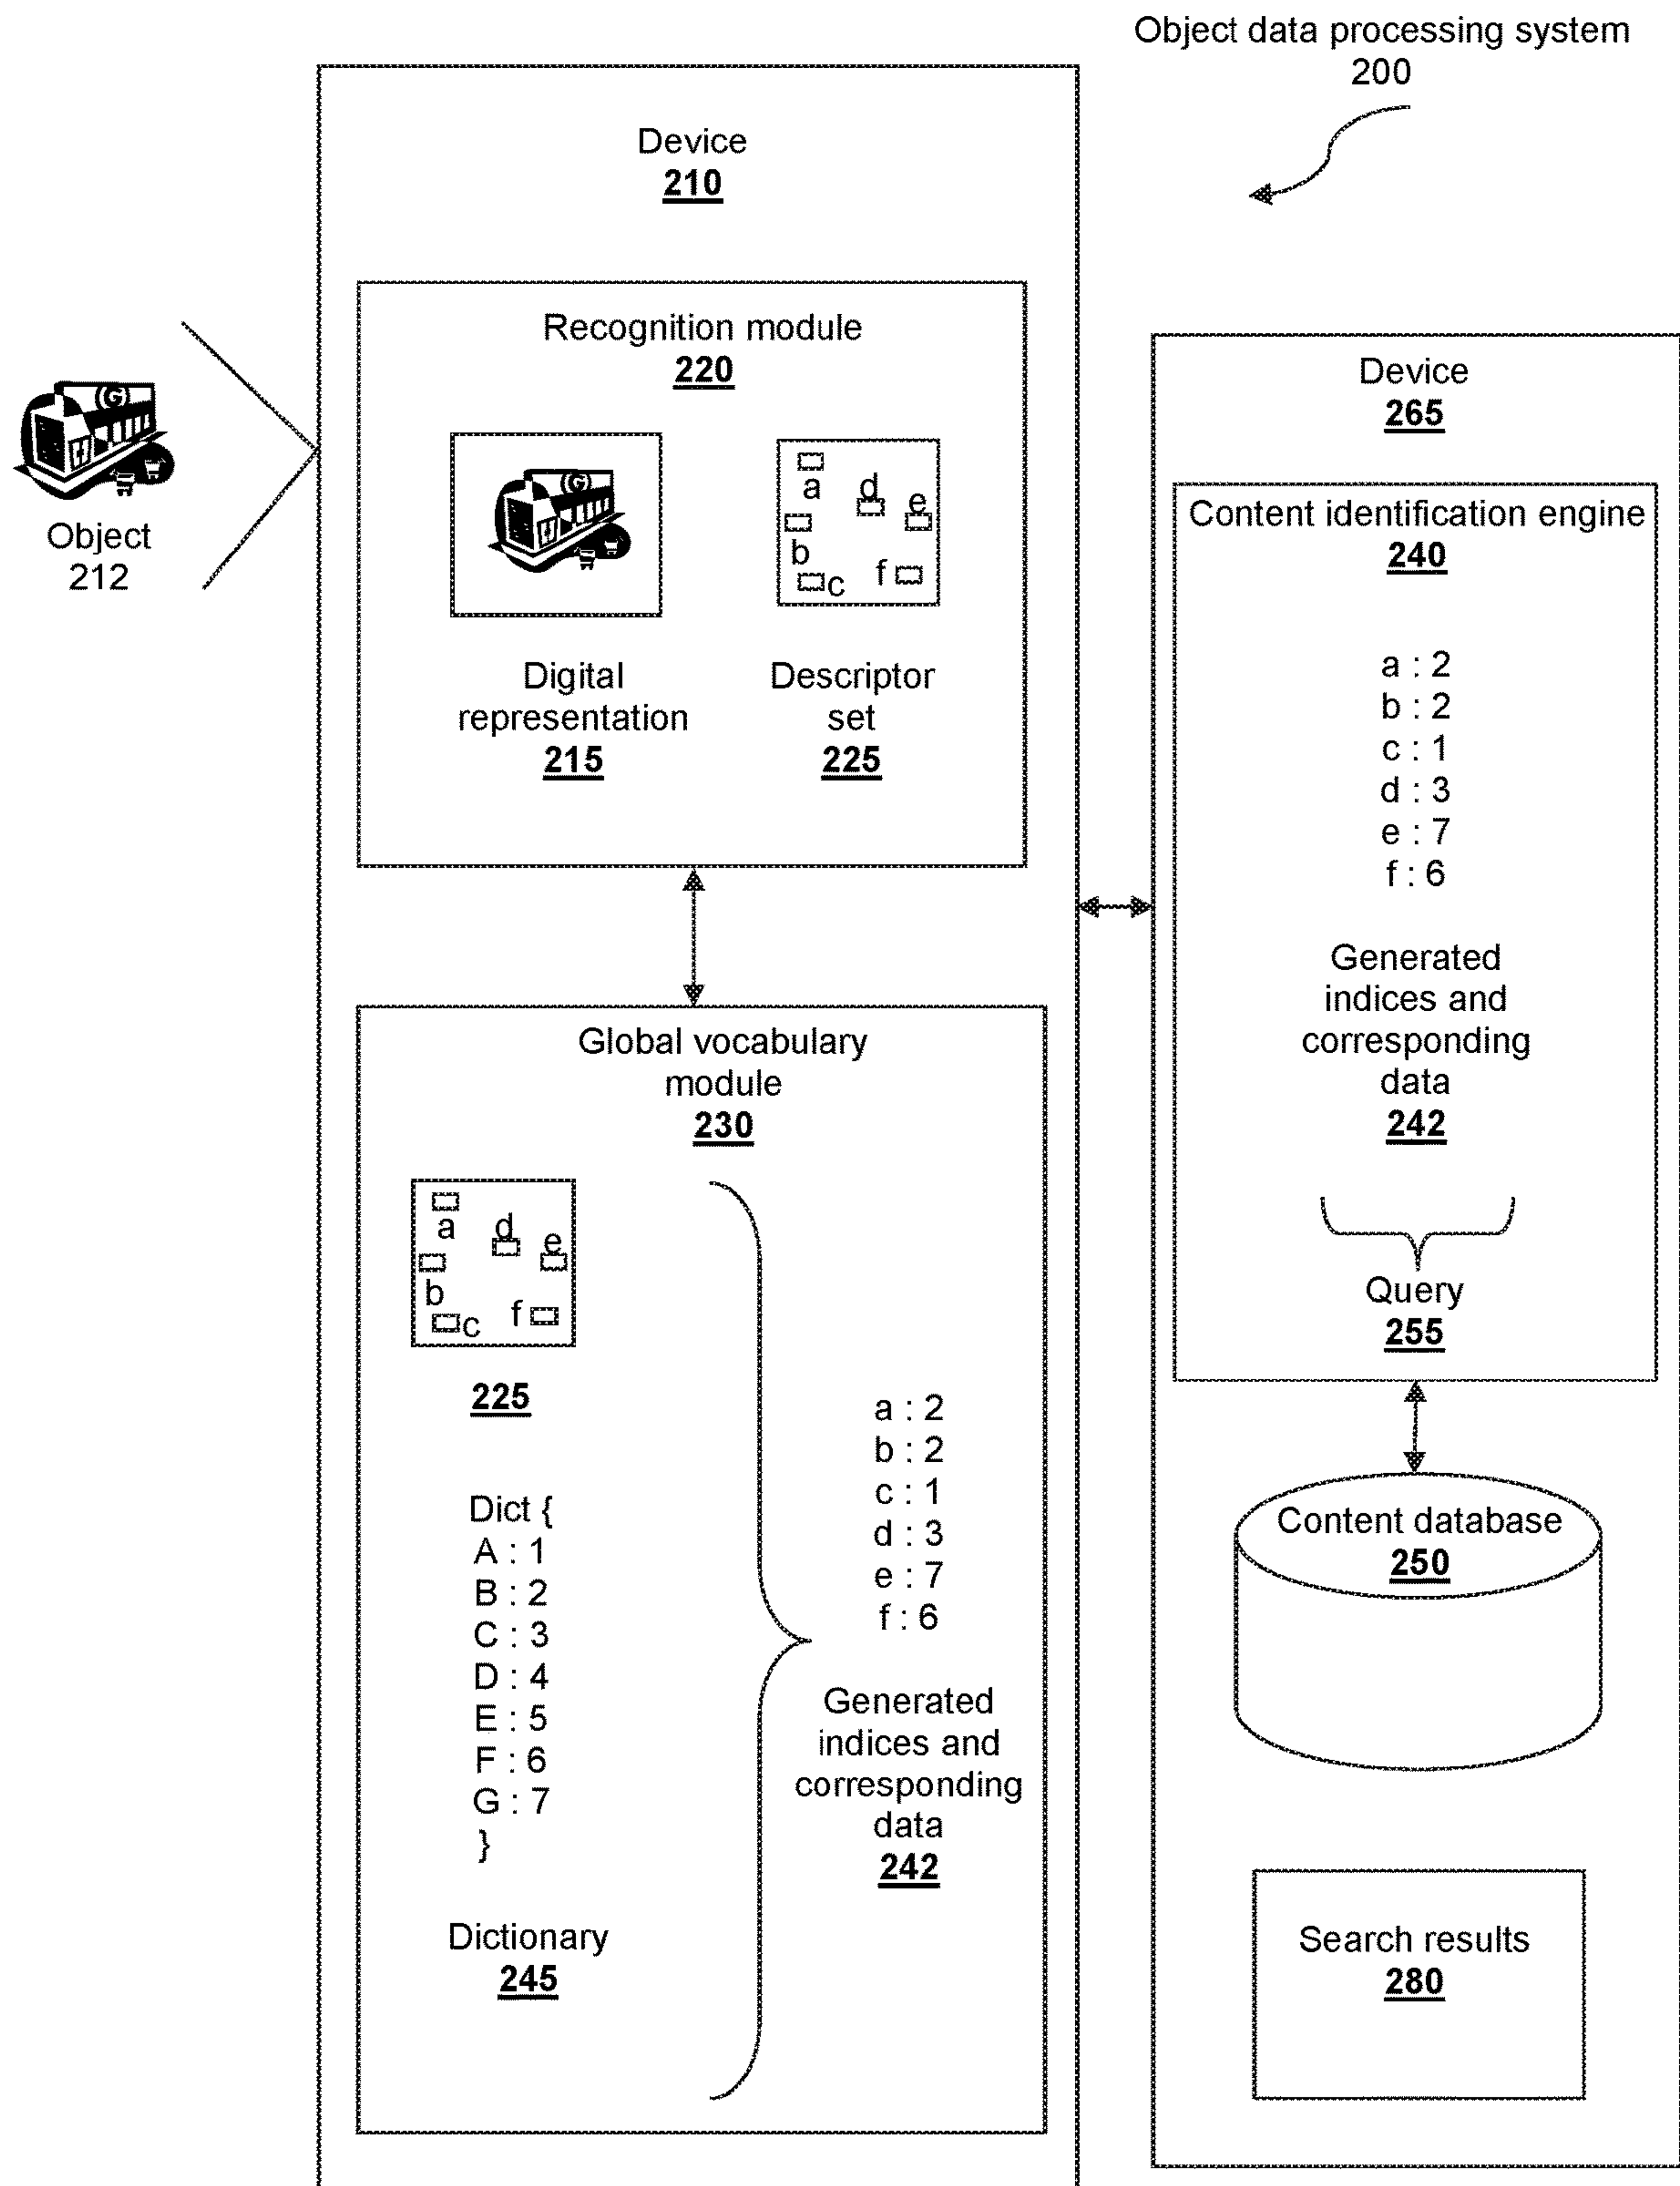 Object data processing system
200
Device
210
Recognition module
220
G
Object
212
G
a
d
e
b
c
f
Digital
representation
215
Descriptor
set
225
Global vocabulary
module
230
a
d
e
b
c
f
225
Dict {
A : 1
B : 2
C : 3
D : 4
E : 5
F : 6
G : 7
}
Dictionary
245
a : 2
b : 2
c : 1
d : 3
e : 7
f : 6
Generated
indices and
corresponding
data
242
Device
265
Content identification engine
240
a : 2
b : 2
c : 1
d : 3
e : 7
f : 6
Generated
indices and
corresponding
data
242
Query
255
Content database
250
Search results
280